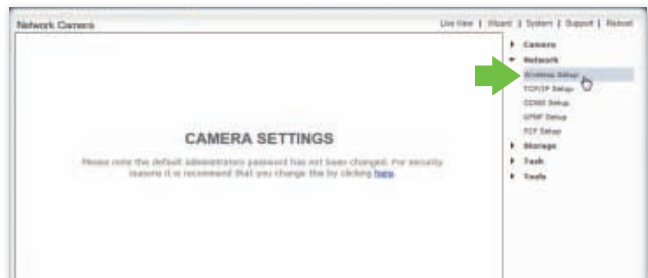 Network Camera
Live View | Wizard | System | Support | Reboot
CAMERA SETTINGS
Please note the default administrators password has not been changed. For security
reasons it is recommend that you change this by clicking here.
Camera
Network
Wireless Setup
TCP/IP Setup
DDNS Setup
UPNP Setup
P2P Setup
Storage
Task
Tools